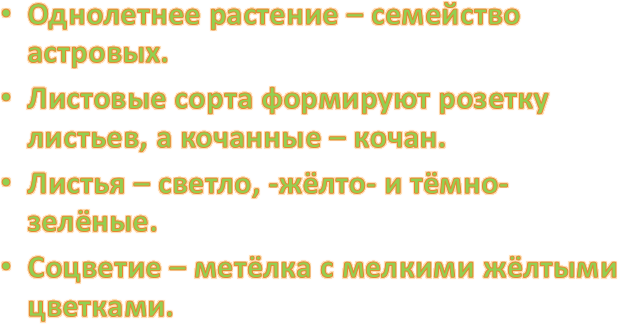 • Однолетнее растение – семейство
астровых.
• Листовые сорта формируют розетку
листьев, а кочанные – кочан.
• Листья – светло, -жёлто- и тёмно-
зелёные.
• Соцветие – метёлка с мелкими жёлтыми
цветками.